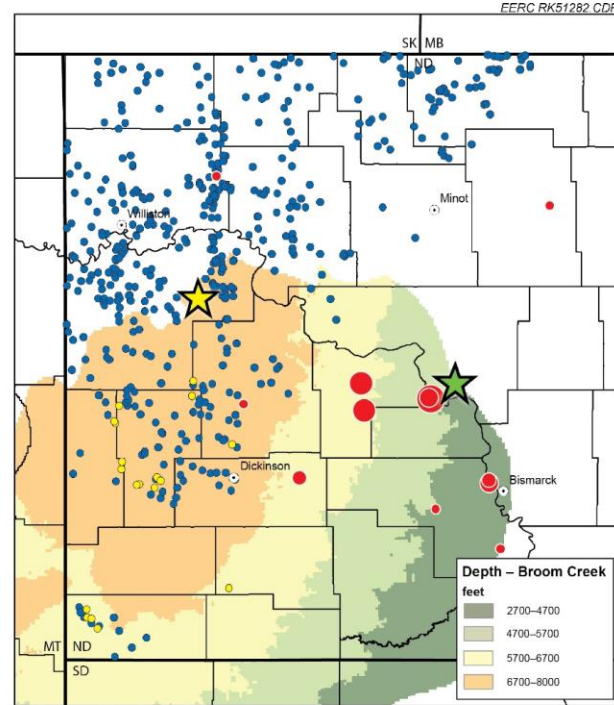 EERC RK51282.CDR
SK MB
ND
Williston
Minot
Dickinson
Bismarck
MT ND
SD
Depth – Broom Creek
feet
2700–4700
4700–5700
5700–6700
6700–8000